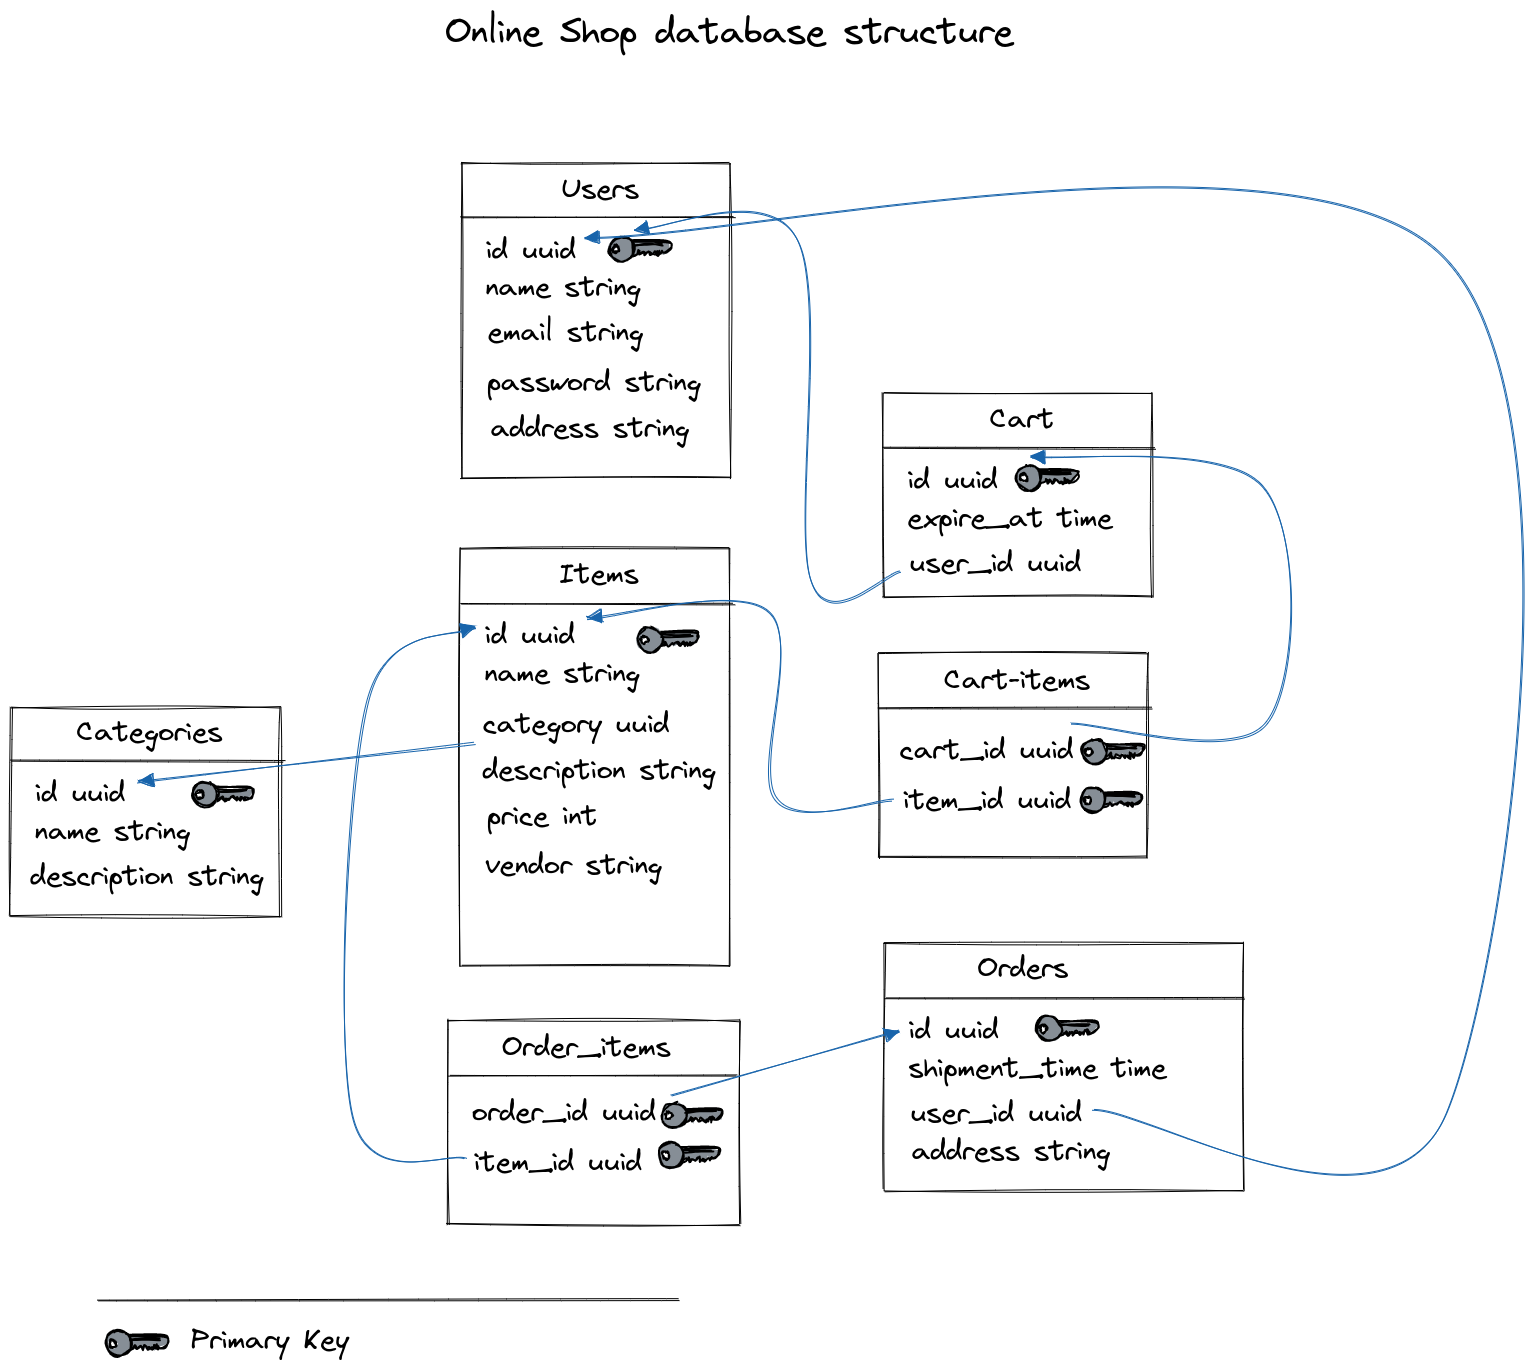 Online Shop database structure
Users
id uuid
name string
email string
password string
address string
Cart
id uuid
expire_at time
user_id uuid
Items
id uuid
name string
category uuid
description string
price int
vendor string
Cart-items
cart_id uuid
item_id uuid
Categories
id uuid
name string
description string
Orders
id uuid
shipment_time time
user_id uuid
address string
Order_items
order_id uuid
item_id uuid
Primary Key